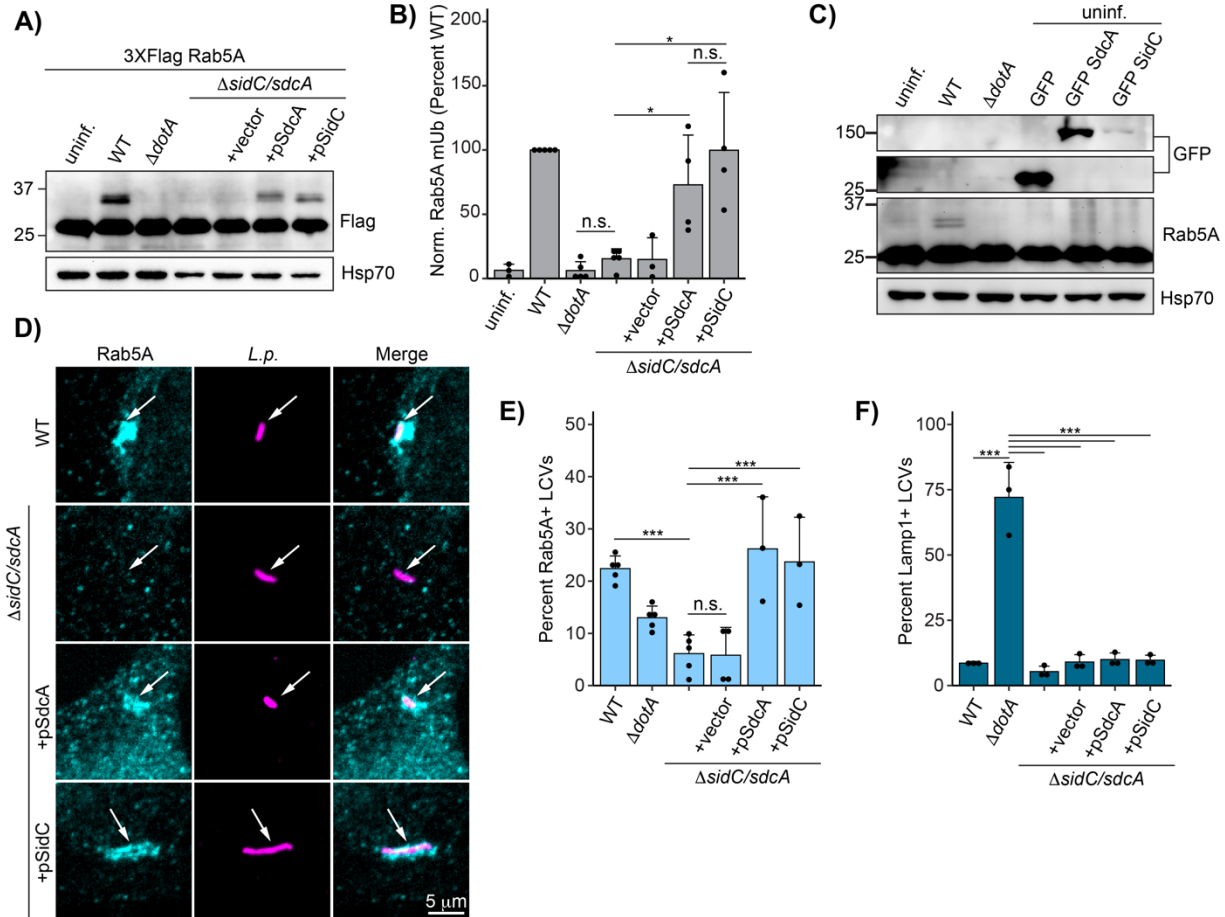 A)
3XFlag Rab5A
ΔsidC/sdcA
uninf.
WT
ΔdotA
+vector
+pSdcA
+pSidC
37
25
Flag
Hsp70
B)
Norm. Rab5A mUb (Percent WT)
200
150
100
50
0
n.s.
*
*
n.s.
uninf.
WT
ΔdotA
+vector
+pSdcA
+pSidC
ΔsidC/sdcA
C)
uninf.
uninf.
WT
ΔdotA
GFP
GFP SdcA
GFP SidC
150
25
GFP
37
25
Rab5A
Hsp70
D)
Rab5A
L.p.
Merge
WT
ΔsidC/sdcA
+pSdcA
+pSidC
5 μm
E)
Percent Rab5A+ LCVs
50
40
30
20
10
0
***
***
***
n.s.
WT
ΔdotA
+vector
+pSdcA
+pSidC
ΔsidC/sdcA
F)
Percent Lamp1+ LCVs
100
75
50
25
0
***
***
WT
ΔdotA
+vector
+pSdcA
+pSidC
ΔsidC/sdcA